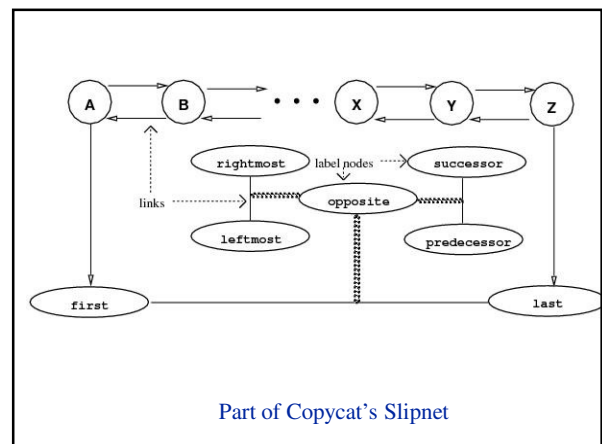 A B • • • X Y Z
rightmost label nodes successor
links opposite
leftmost predecessor
first last
Part of Copycat's Slipnet